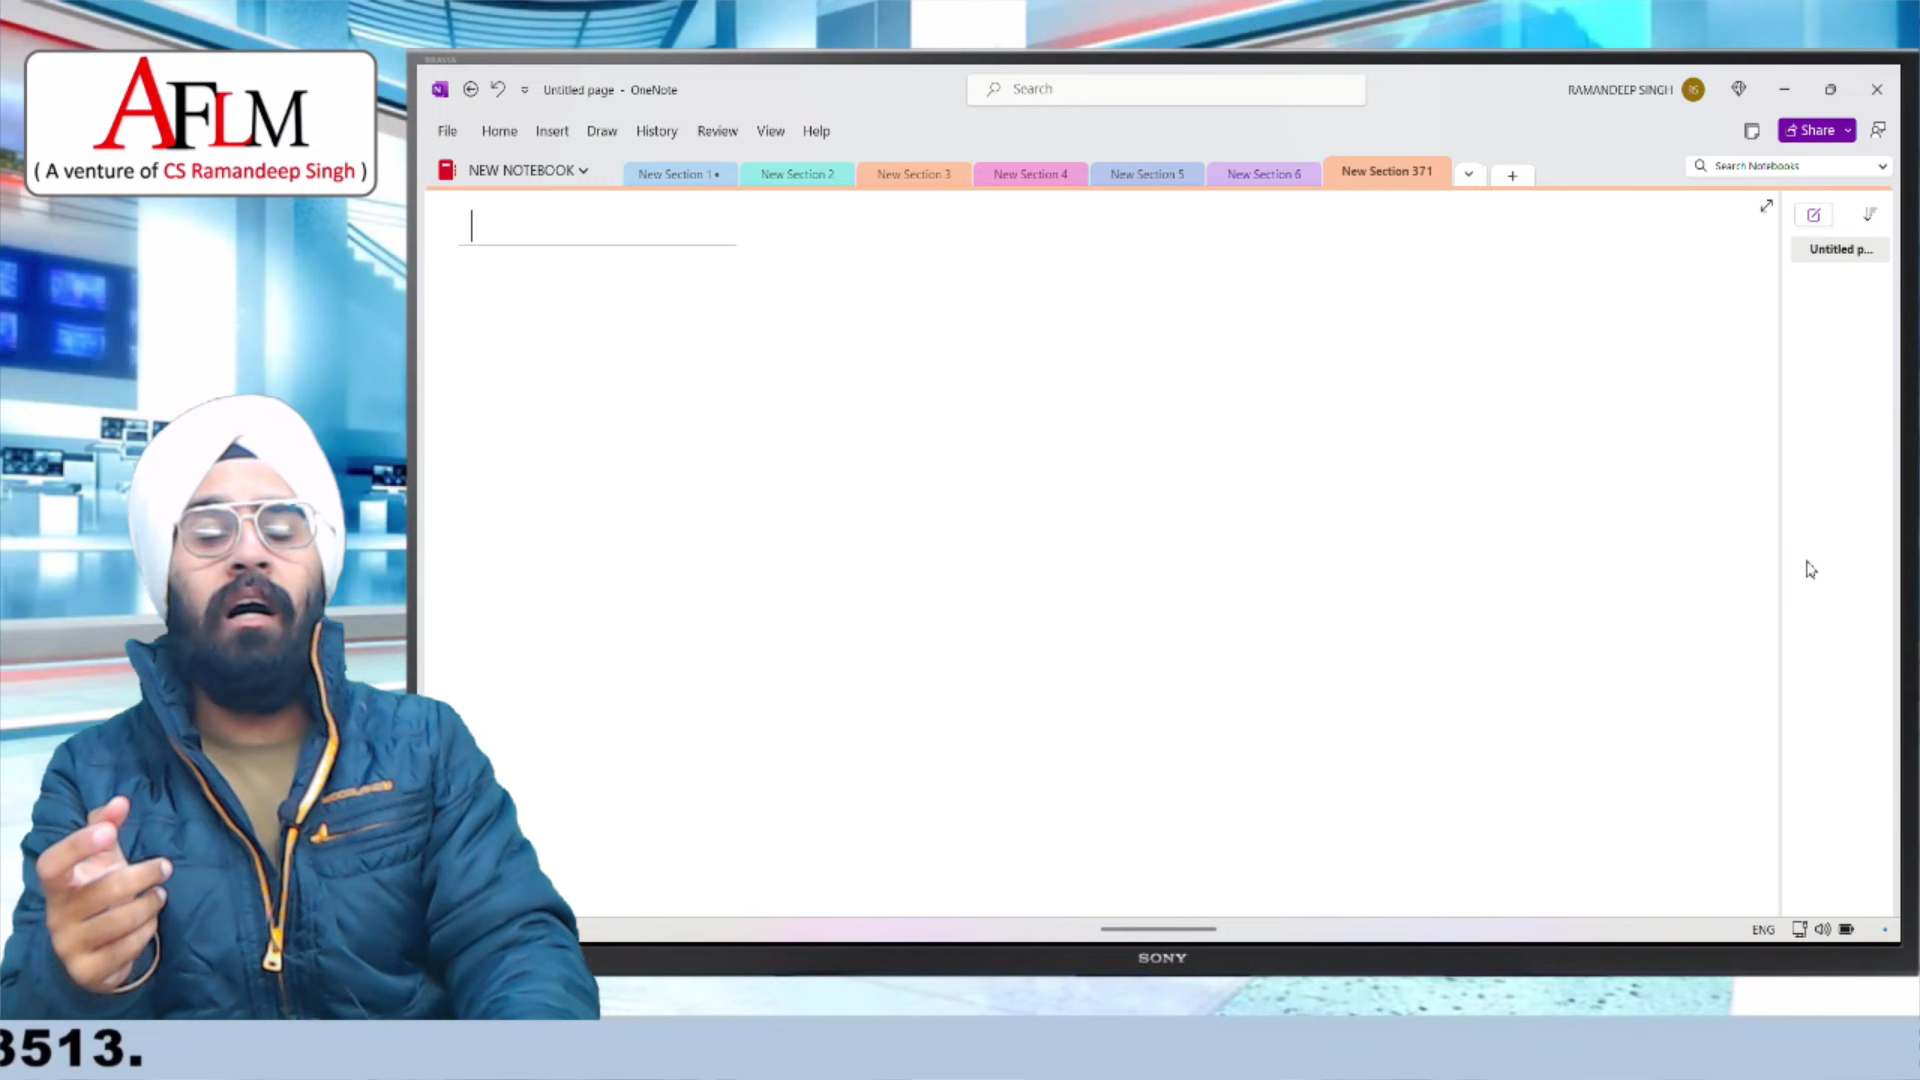 AFLM
( A venture of CS Ramandeep Singh )
BRAVIA
Untitled page - OneNote
Search
RAMANDEEP SINGH
RS
File Home Insert Draw History Review View Help
Share
NEW NOTEBOOK
New Section 1
New Section 2
New Section 3
New Section 4
New Section 5
New Section 6
New Section 371
Search Notebooks
Untitled p...
ENG
SONY
3513.